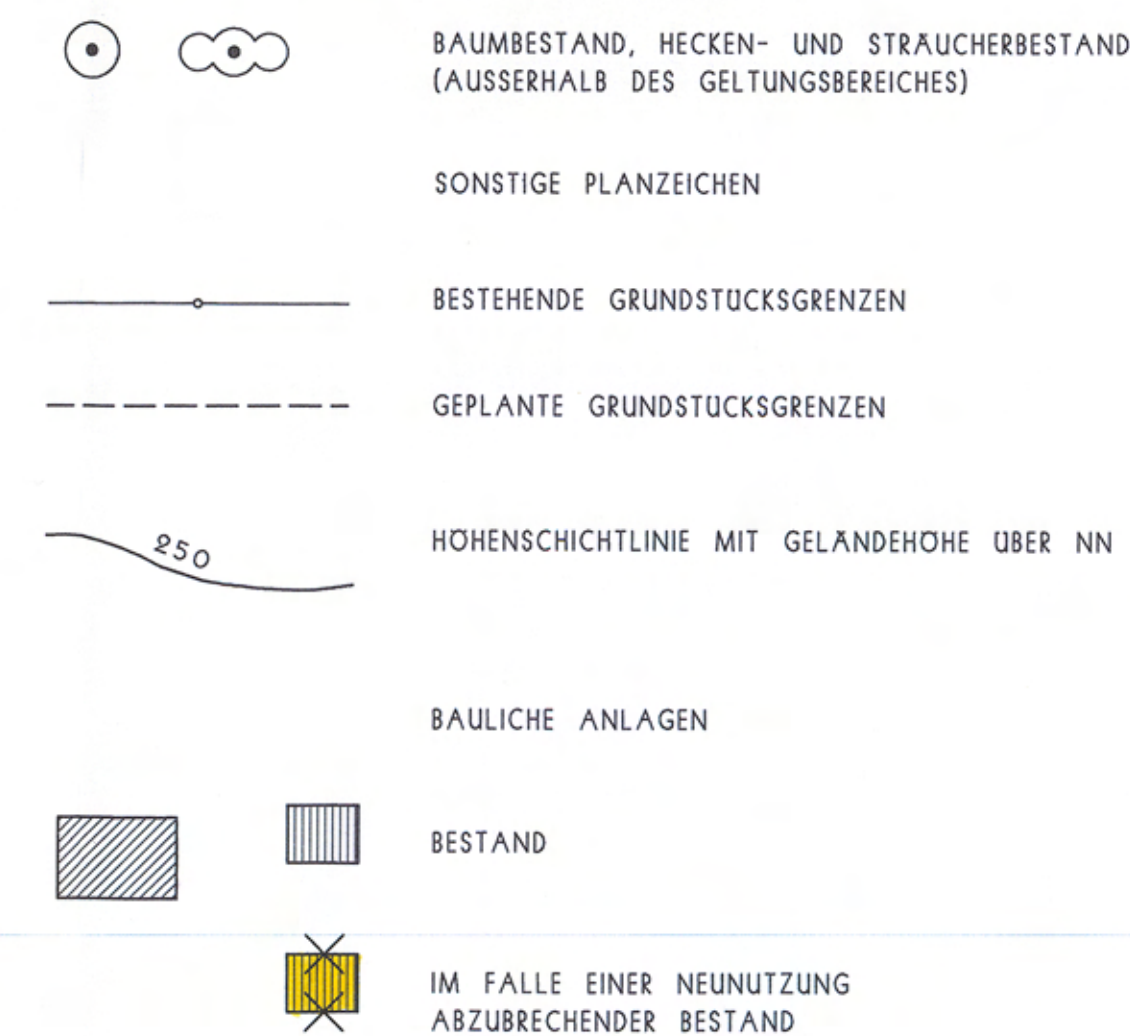 BAUMBESTAND, HECKEN- UND STRÄUCHERBESTAND
(AUSSERHALB DES GELTUNGSBEREICHES)
SONSTIGE PLANZEICHEN
BESTEHENDE GRUNDSTÜCKSGRENZEN
GEPLANTE GRUNDSTÜCKSGRENZEN
250
HÖHENSCHICHTLINIE MIT GELÄNDEHÖHE ÜBER NN
BAULICHE ANLAGEN
BESTAND
IM FALLE EINER NEUNUTZUNG
ABZUBRECHENDER BESTAND